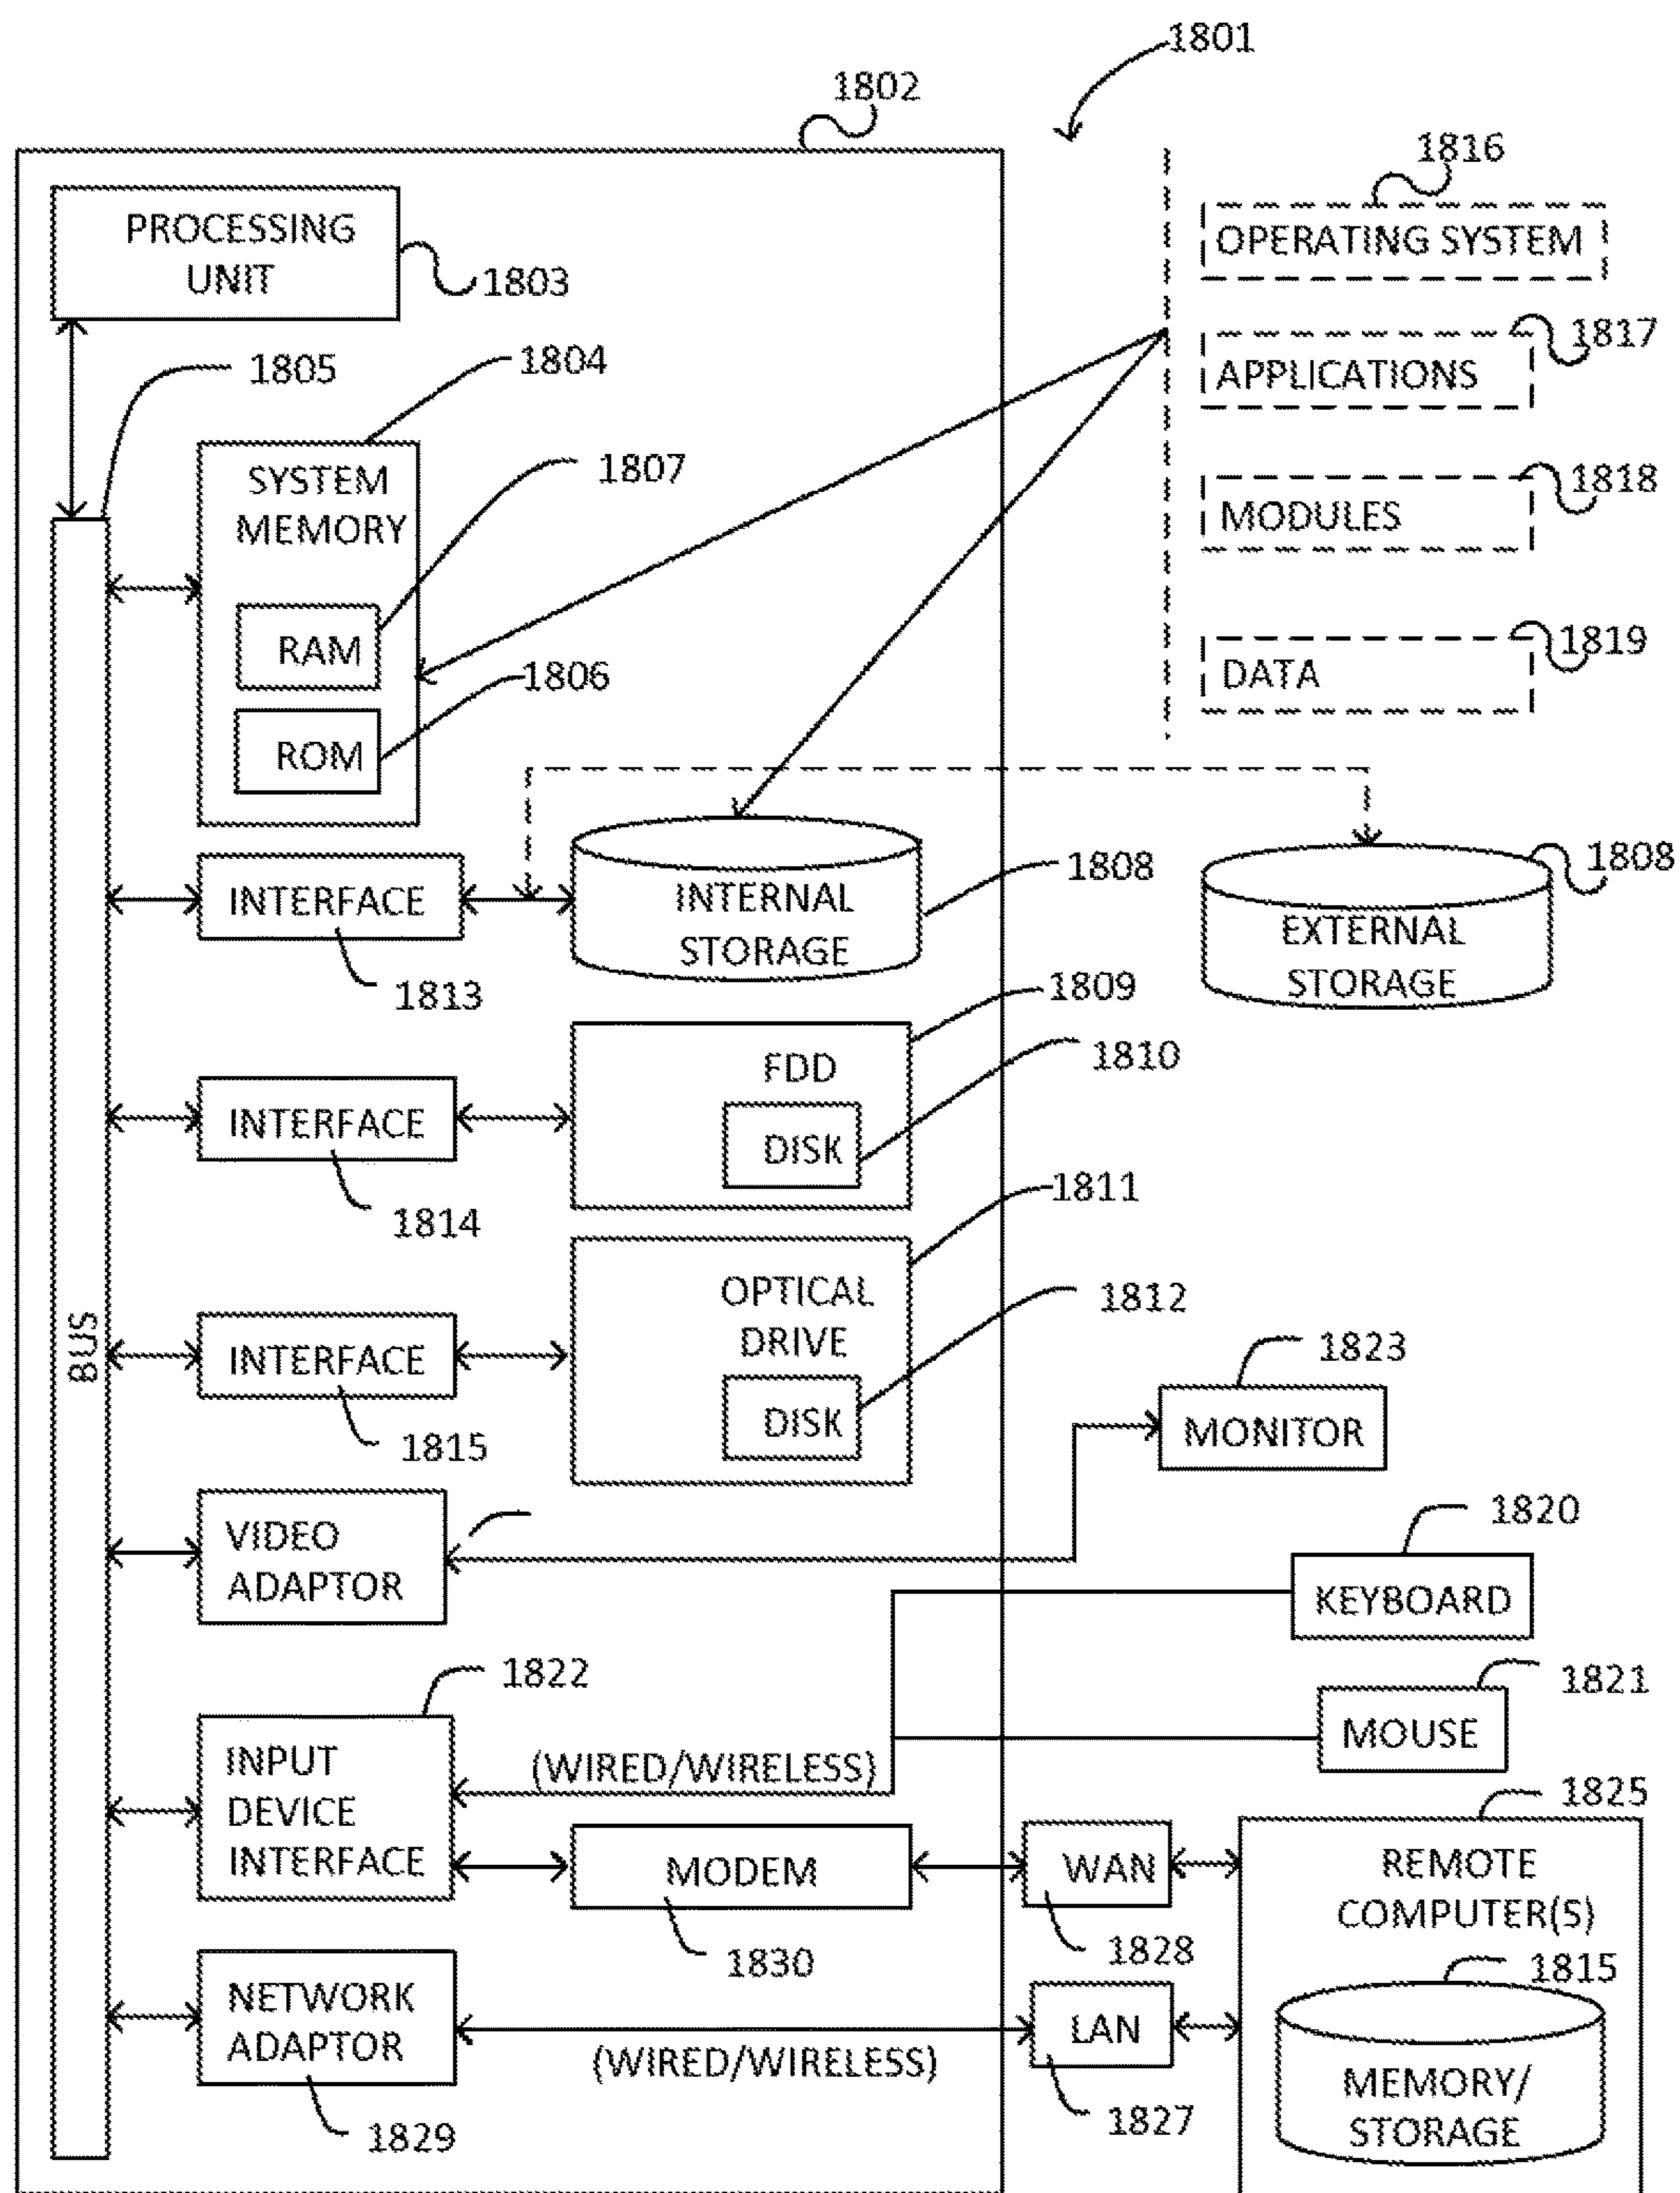 1801
1802
1816
OPERATING SYSTEM
PROCESSING
UNIT
1803
1817
APPLICATIONS
1805
1804
SYSTEM
MEMORY
1807
1818
MODULES
RAM
1806
1819
DATA
ROM
INTERFACE
1813
INTERNAL
STORAGE
1808
1808
EXTERNAL
STORAGE
1809
FDD
1810
DISK
INTERFACE
1814
1811
OPTICAL
DRIVE
1812
DISK
INTERFACE
1815
BUS
1823
MONITOR
VIDEO
ADAPTOR
1820
KEYBOARD
1822
1821
MOUSE
INPUT
DEVICE
INTERFACE
(WIRED/WIRELESS)
1825
REMOTE
COMPUTER(S)
MODEM
1830
WAN
1828
1815
MEMORY/
STORAGE
NETWORK
ADAPTOR
1829
(WIRED/WIRELESS)
LAN
1827